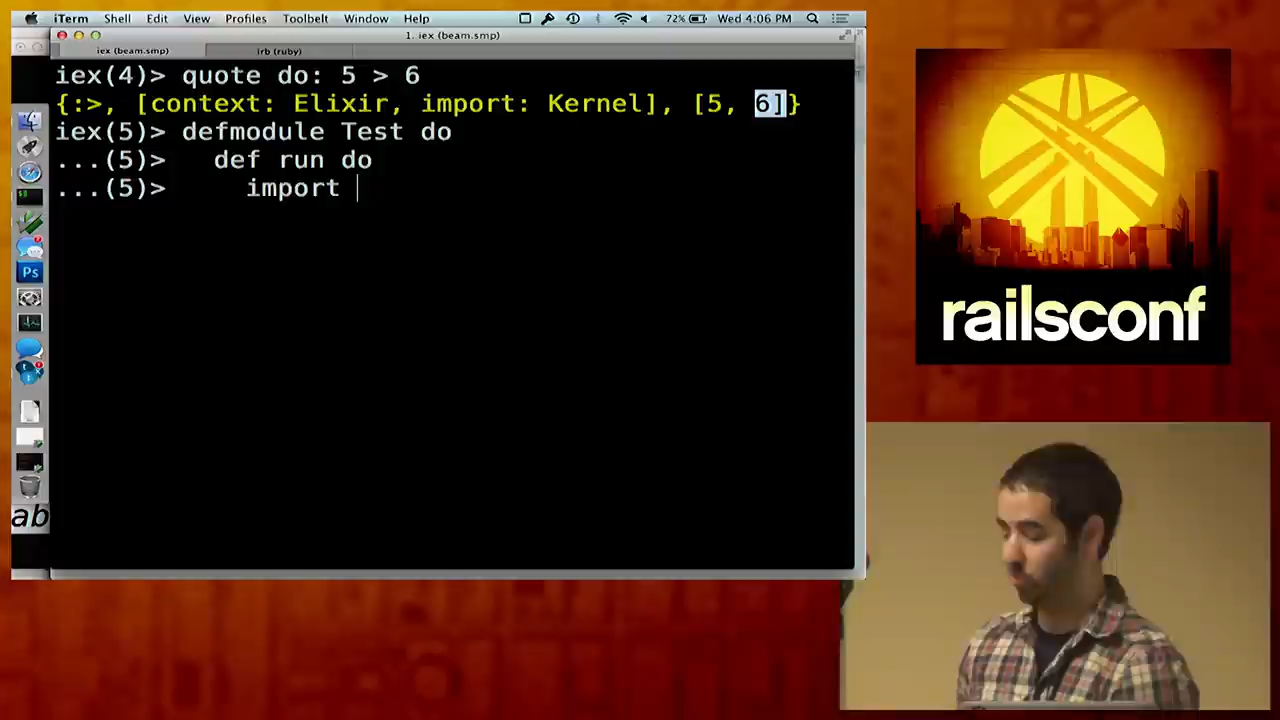 iTerm Shell Edit View Profiles Toolbelt Window Help 72% Wed 4:06 PM
1. iex (beam.smp)
iex (beam.smp) irb (ruby)
iex(4)> quote do: 5 > 6
{:>, [context: Elixir, import: Kernel], [5, 6]}
iex(5)> defmodule Test do
...(5)> def run do
...(5)> import
Ps
ab
railsconf